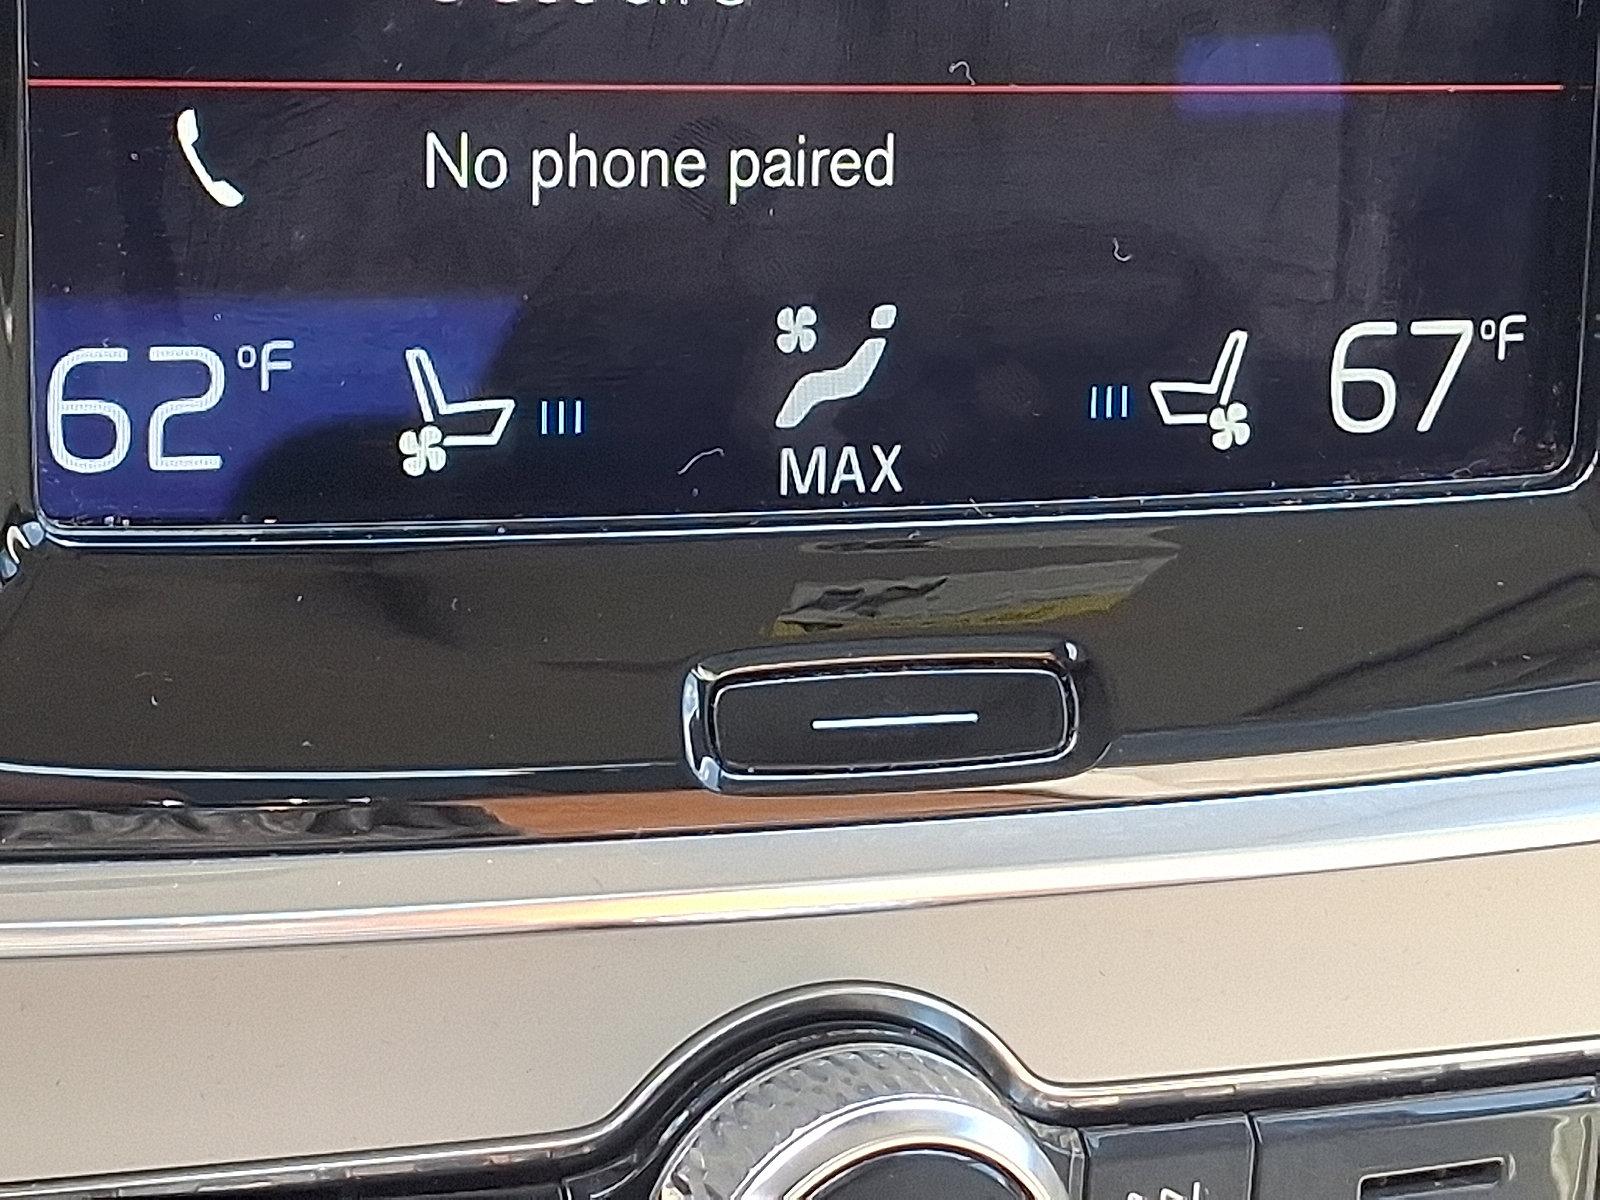 No phone paired
62°F
67°F
MAX